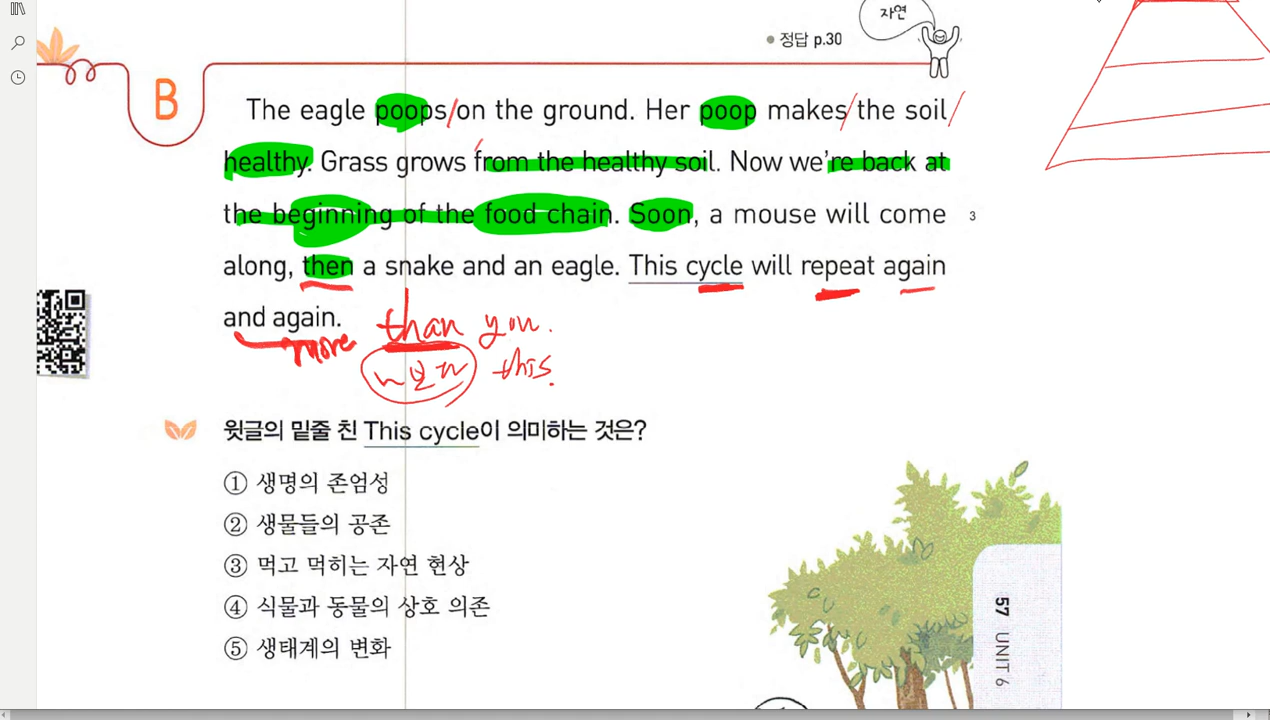 자연
정답 p.30
B
The eagle poops/on the ground. Her poop makes/the soil/
healthy. Grass grows from the healthy soil. Now we're back at
the beginning of the food chain. Soon, a mouse will come
3
along, then a snake and an eagle. This cycle will repeat again
and again.
more than you.
this.
윗글의 밑줄 친 This cycle이 의미하는 것은?
① 생명의 존엄성
② 생물들의 공존
③ 먹고 먹히는 자연 현상
④ 식물과 동물의 상호 의존
⑤ 생태계의 변화
57 UNIT 6